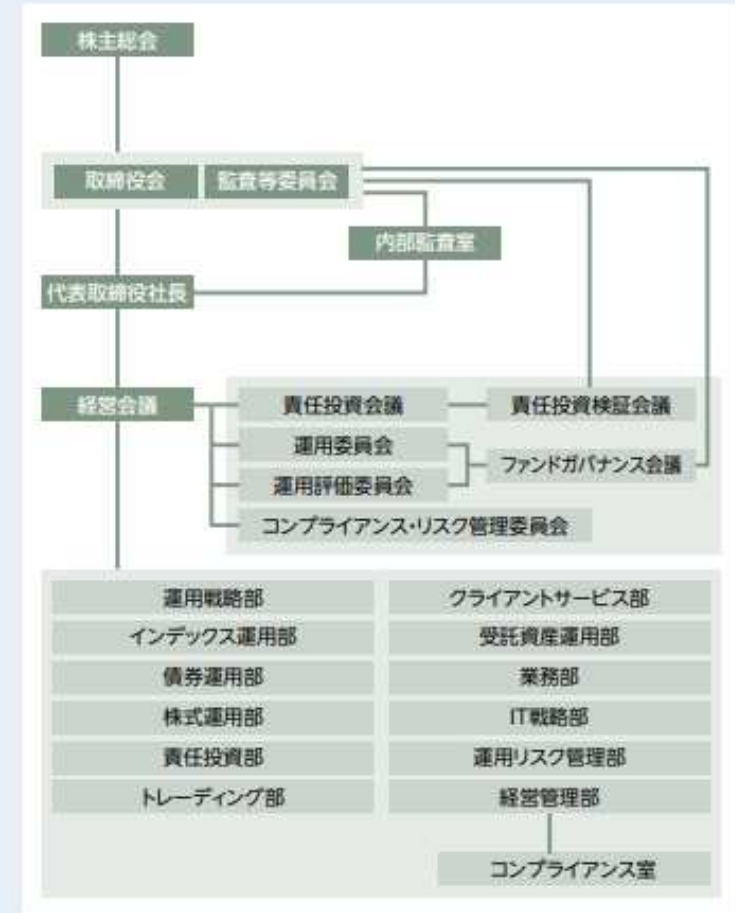 株主総会
取締役会 監査等委員会
内部監査室
代表取締役社長
経営会議 責任投資会議 責任投資検証会議
運用委員会
ファンドガバナンス会議
運用評価委員会
コンプライアンス・リスク管理委員会
運用戦略部 クライアントサービス部
インデックス運用部 受託資産運用部
債券運用部 業務部
株式運用部 IT戦略部
責任投資部 運用リスク管理部
トレーディング部 経営管理部
コンプライアンス室